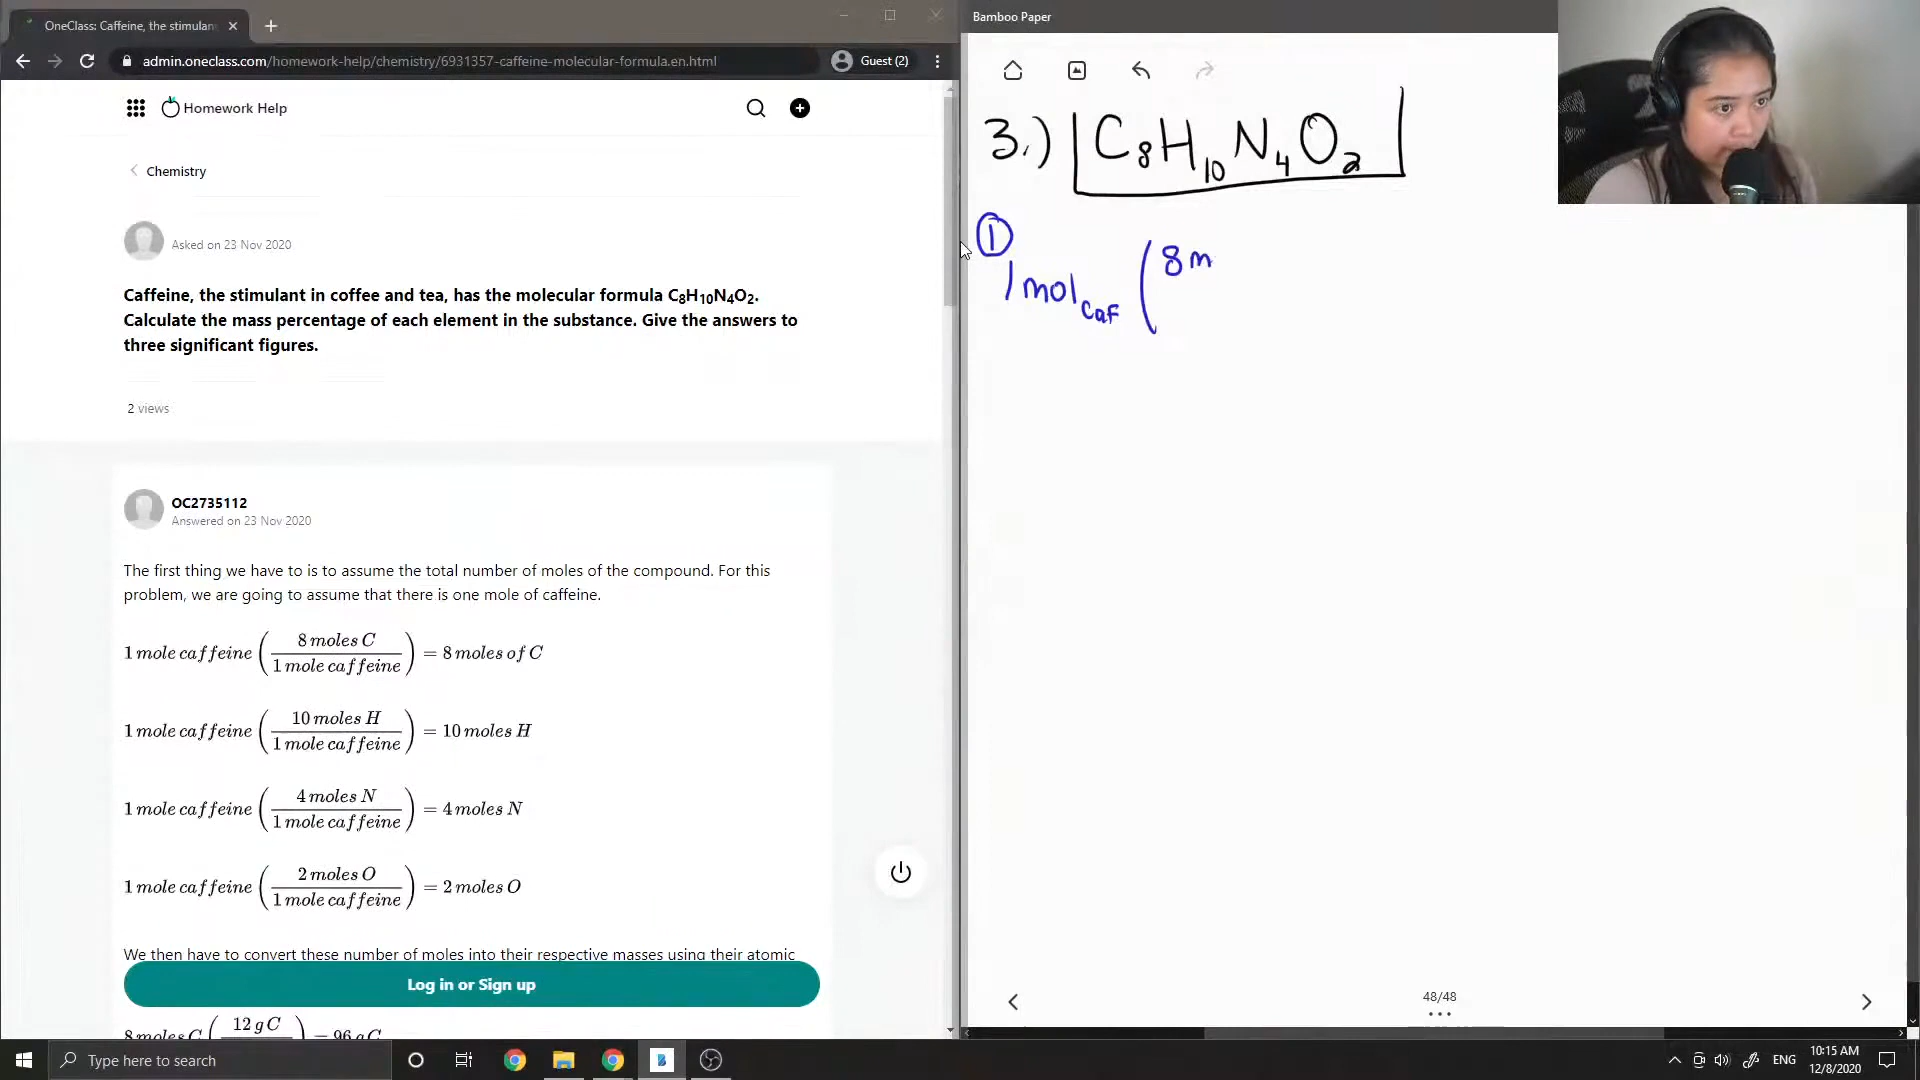 OneClass: Caffeine, the stimulan
admin.oneclass.com/homework-help/chemistry/6931357-caffeine-molecular-formula.en.html
Guest (2)
Homework Help
Chemistry
Asked on 23 Nov 2020
Caffeine, the stimulant in coffee and tea, has the molecular formula C₈H₁₀N₄O₂.
Calculate the mass percentage of each element in the substance. Give the answers to
three significant figures.
2 views
OC2735112
Answered on 23 Nov 2020
The first thing we have to is to assume the total number of moles of the compound. For this
problem, we are going to assume that there is one mole of caffeine.
1 mole caffeine (8 moles C / 1 mole caffeine) = 8 moles of C
1 mole caffeine (10 moles H / 1 mole caffeine) = 10 moles H
1 mole caffeine (4 moles N / 1 mole caffeine) = 4 moles N
1 mole caffeine (2 moles O / 1 mole caffeine) = 2 moles O
We then have to convert these number of moles into their respective masses using their atomic
Log in or Sign up
8 moles C (12 g C) = 96 g C
Bamboo Paper
3.) C₈H₁₀N₄O₂
①
1 mol caf (8 m
48/48
Type here to search
ENG
10:15 AM
12/8/2020